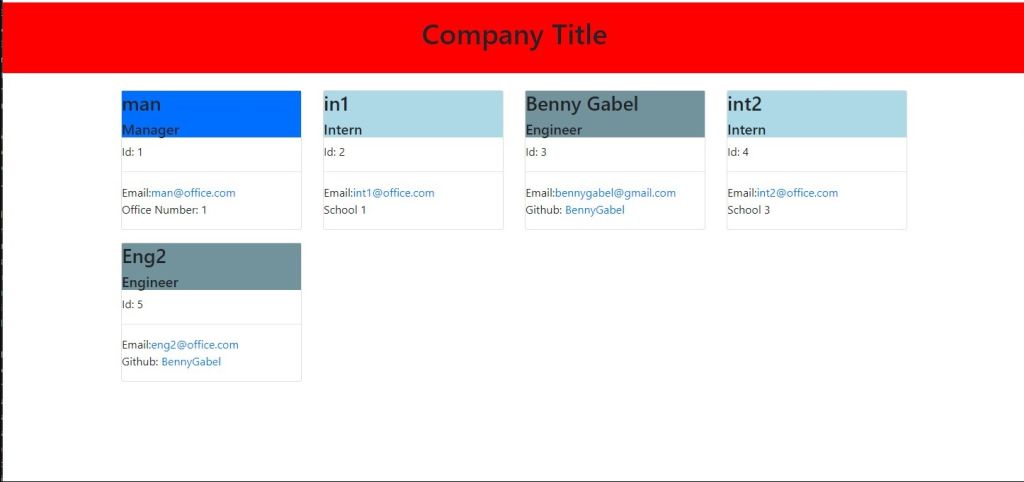 Company Title
man
Manager
Id: 1
Email:man@office.com
Office Number: 1
in1
Intern
Id: 2
Email:int1@office.com
School 1
Benny Gabel
Engineer
Id: 3
Email:bennygabel@gmail.com
Github: BennyGabel
int2
Intern
Id: 4
Email:int2@office.com
School 3
Eng2
Engineer
Id: 5
Email:eng2@office.com
Github: BennyGabel